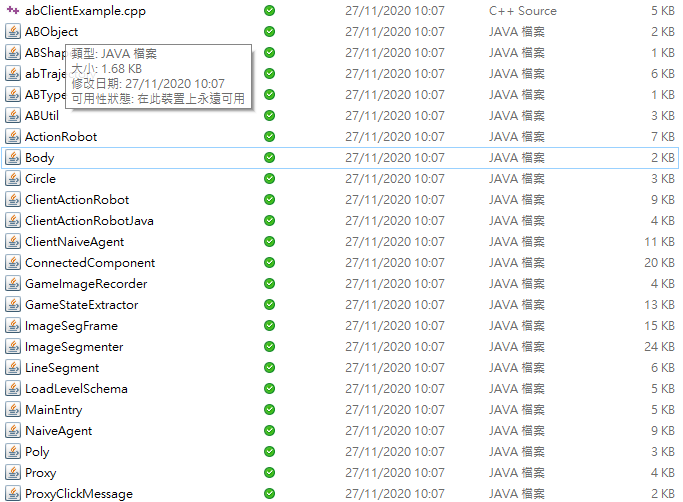 abClientExample.cpp 27/11/2020 10:07 C++ Source 5 KB
ABObject 27/11/2020 10:07 JAVA 檔案 2 KB
ABShap 27/11/2020 10:07 JAVA 檔案 1 KB
abTraje 27/11/2020 10:07 JAVA 檔案 6 KB
ABType 27/11/2020 10:07 JAVA 檔案 1 KB
類型: JAVA 檔案
大小: 1.68 KB
修改日期: 27/11/2020 10:07
可用性狀態: 在此裝置上永遠可用
ABUtil 27/11/2020 10:07 JAVA 檔案 3 KB
ActionRobot 27/11/2020 10:07 JAVA 檔案 7 KB
Body 27/11/2020 10:07 JAVA 檔案 2 KB
Circle 27/11/2020 10:07 JAVA 檔案 3 KB
ClientActionRobot 27/11/2020 10:07 JAVA 檔案 9 KB
ClientActionRobotJava 27/11/2020 10:07 JAVA 檔案 4 KB
ClientNaiveAgent 27/11/2020 10:07 JAVA 檔案 11 KB
ConnectedComponent 27/11/2020 10:07 JAVA 檔案 20 KB
GameImageRecorder 27/11/2020 10:07 JAVA 檔案 4 KB
GameStateExtractor 27/11/2020 10:07 JAVA 檔案 13 KB
ImageSegFrame 27/11/2020 10:07 JAVA 檔案 15 KB
ImageSegmenter 27/11/2020 10:07 JAVA 檔案 24 KB
LineSegment 27/11/2020 10:07 JAVA 檔案 6 KB
LoadLevelSchema 27/11/2020 10:07 JAVA 檔案 5 KB
MainEntry 27/11/2020 10:07 JAVA 檔案 5 KB
NaiveAgent 27/11/2020 10:07 JAVA 檔案 9 KB
Poly 27/11/2020 10:07 JAVA 檔案 3 KB
Proxy 27/11/2020 10:07 JAVA 檔案 4 KB
ProxyClickMessage 27/11/2020 10:07 JAVA 檔案 2 KB